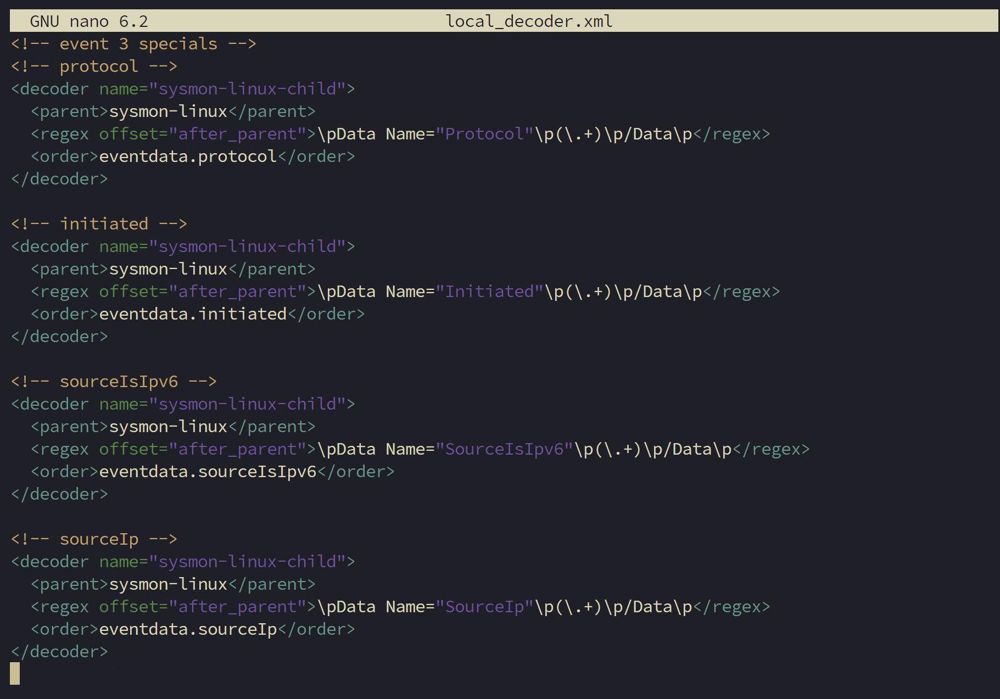 GNU nano 6.2 local_decoder.xml
<!-- event 3 specials -->
<!-- protocol -->
<decoder name="sysmon-linux-child">
  <parent>sysmon-linux</parent>
  <regex offset="after_parent">\pData Name="Protocol"\p(\.+)\p/Data\p</regex>
  <order>eventdata.protocol</order>
</decoder>

<!-- initiated -->
<decoder name="sysmon-linux-child">
  <parent>sysmon-linux</parent>
  <regex offset="after_parent">\pData Name="Initiated"\p(\.+)\p/Data\p</regex>
  <order>eventdata.initiated</order>
</decoder>

<!-- sourceIsIpv6 -->
<decoder name="sysmon-linux-child">
  <parent>sysmon-linux</parent>
  <regex offset="after_parent">\pData Name="SourceIsIpv6"\p(\.+)\p/Data\p</regex>
  <order>eventdata.sourceIsIpv6</order>
</decoder>

<!-- sourceIp -->
<decoder name="sysmon-linux-child">
  <parent>sysmon-linux</parent>
  <regex offset="after_parent">\pData Name="SourceIp"\p(\.+)\p/Data\p</regex>
  <order>eventdata.sourceIp</order>
</decoder>